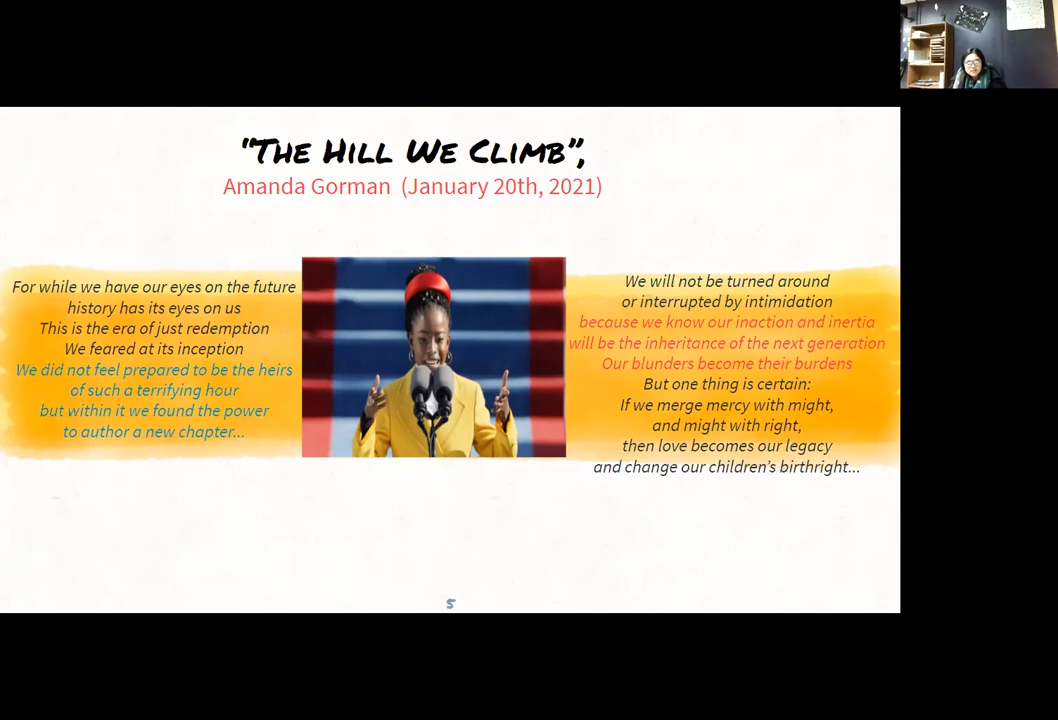 "The Hill We Climb",
Amanda Gorman (January 20th, 2021)
For while we have our eyes on the future
history has its eyes on us
This is the era of just redemption
We feared at its inception
We did not feel prepared to be the heirs
of such a terrifying hour
but within it we found the power
to author a new chapter...
We will not be turned around
or interrupted by intimidation
because we know our inaction and inertia
will be the inheritance of the next generation
Our blunders become their burdens
But one thing is certain:
If we merge mercy with might,
and might with right,
then love becomes our legacy
and change our children's birthright...
5